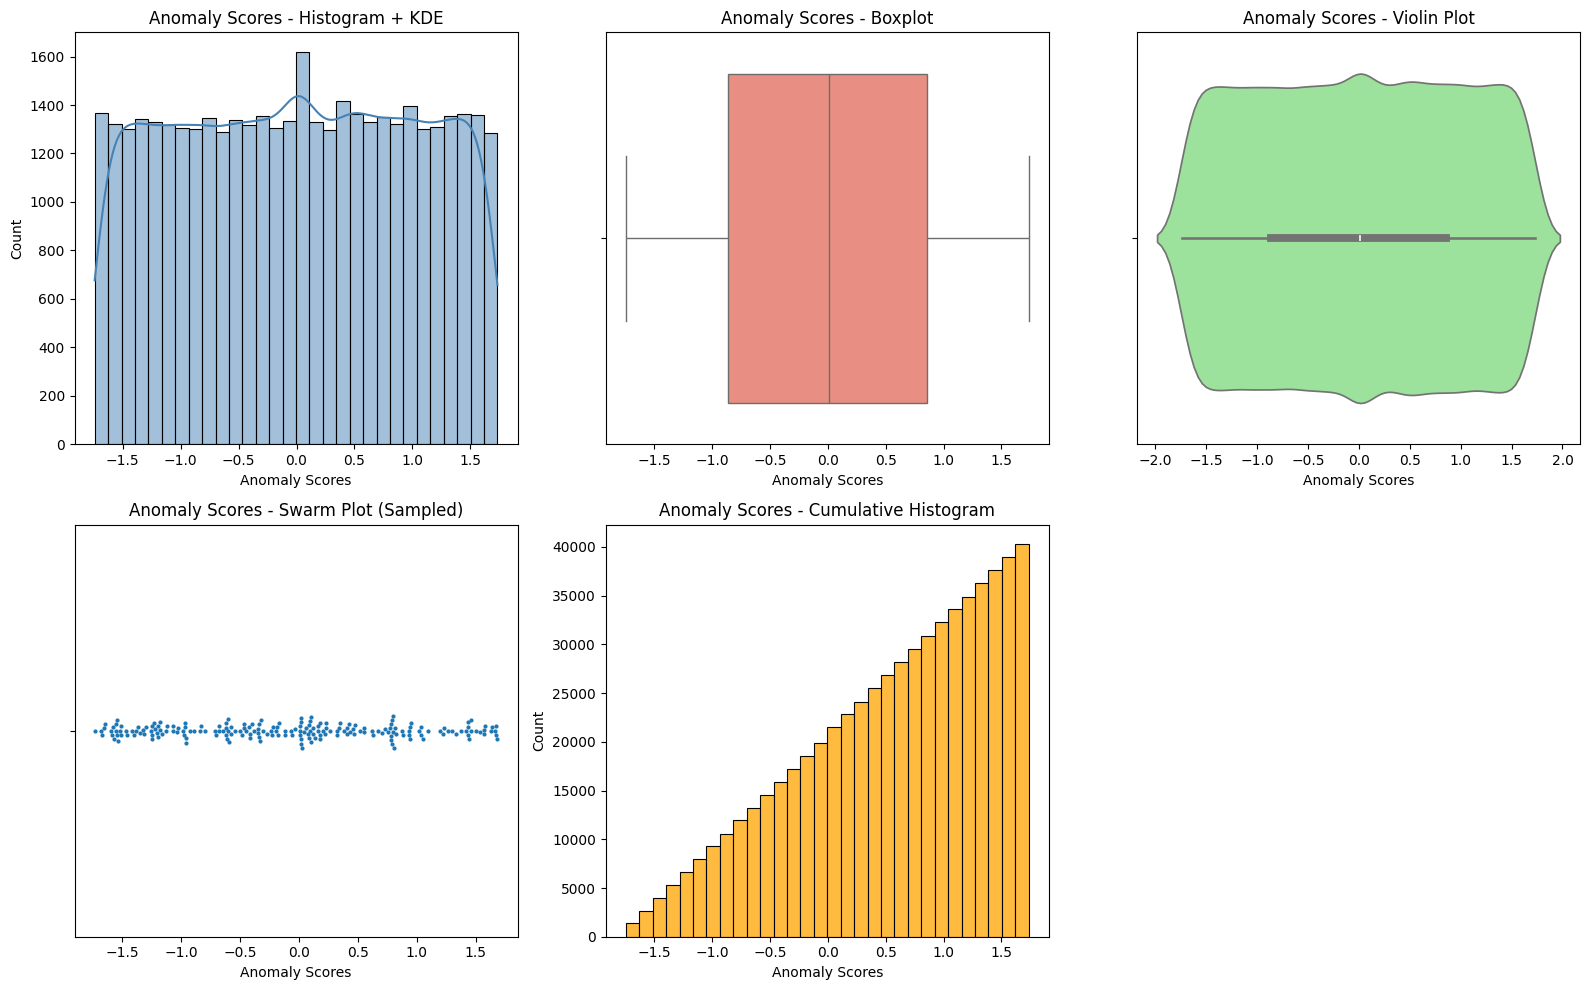 Anomaly Scores - Histogram + KDE
1600
1400
1200
1000
800
600
400
200
0
Count
−1.5 −1.0 −0.5 0.0 0.5 1.0 1.5
Anomaly Scores
Anomaly Scores - Boxplot
−1.5 −1.0 −0.5 0.0 0.5 1.0 1.5
Anomaly Scores
Anomaly Scores - Violin Plot
−2.0 −1.5 −1.0 −0.5 0.0 0.5 1.0 1.5 2.0
Anomaly Scores
Anomaly Scores - Swarm Plot (Sampled)
−1.5 −1.0 −0.5 0.0 0.5 1.0 1.5
Anomaly Scores
Anomaly Scores - Cumulative Histogram
40000
35000
30000
25000
20000
15000
10000
5000
0
Count
−1.5 −1.0 −0.5 0.0 0.5 1.0 1.5
Anomaly Scores